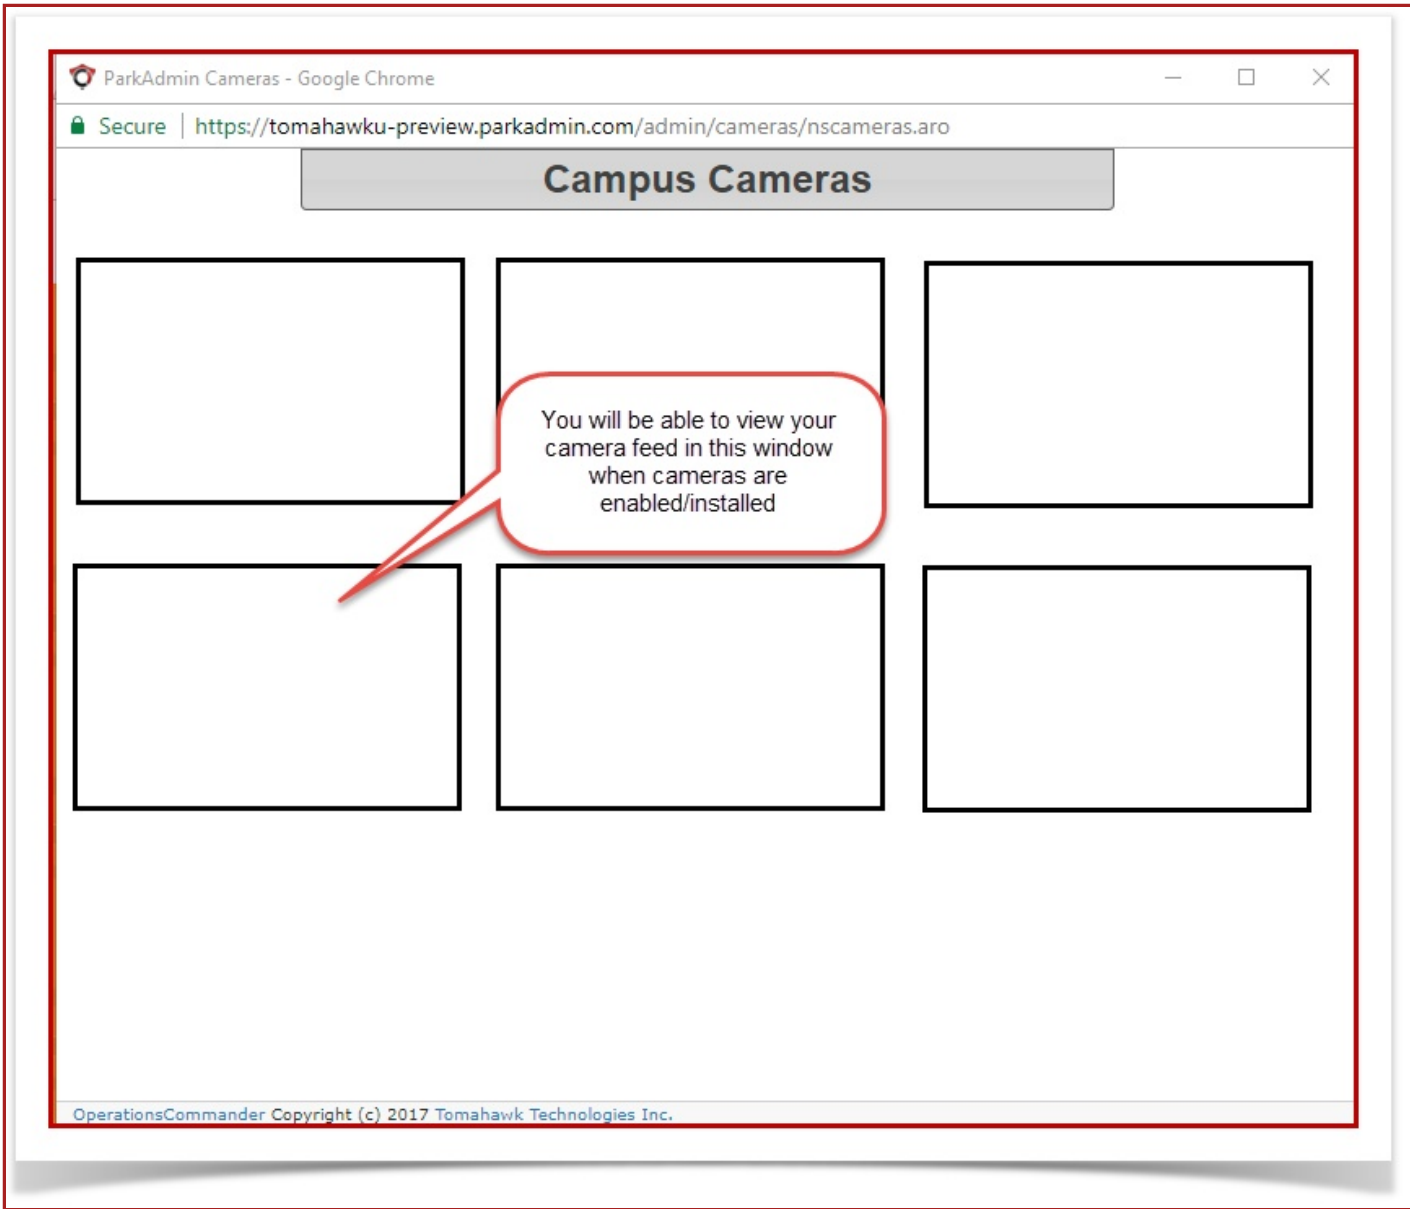 ParkAdmin Cameras - Google Chrome
Secure | https://tomahawku-preview.parkadmin.com/admin/cameras/nscameras.aro
Campus Cameras
You will be able to view your
camera feed in this window
when cameras are
enabled/installed
OperationsCommander Copyright (c) 2017 Tomahawk Technologies Inc.